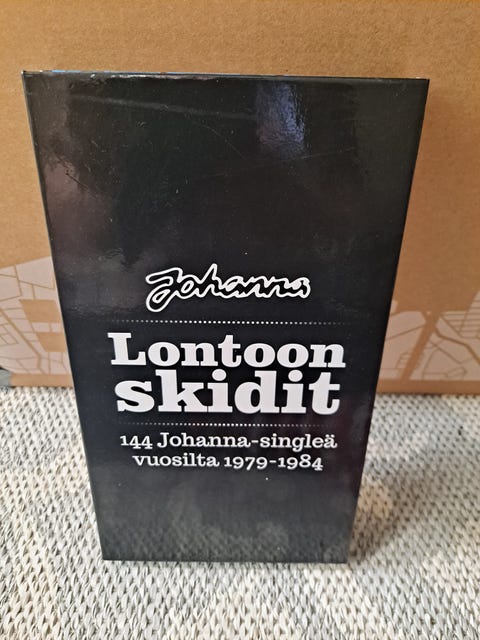 Johanna
Lontoon
skidit
144 Johanna-singleä
vuosilta 1979-1984